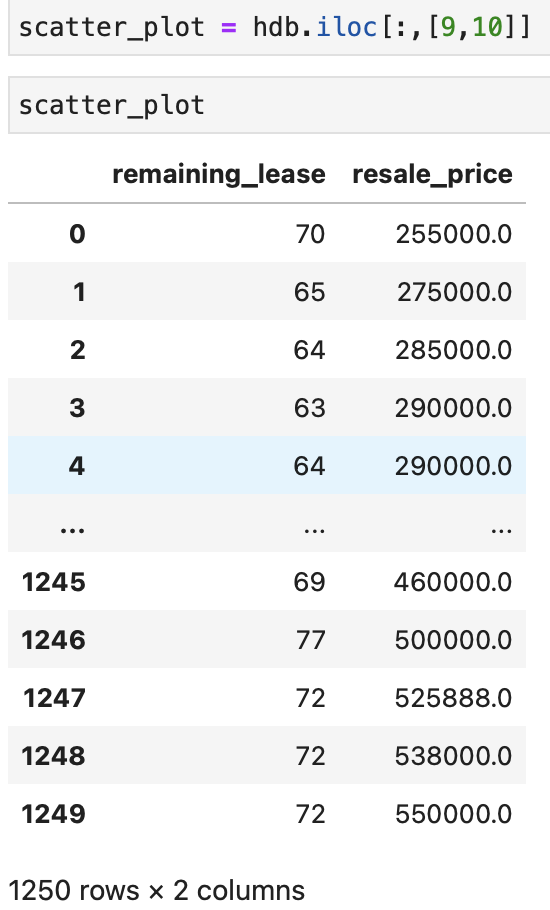 scatter_plot = hdb.iloc[:,[9,10]]
scatter_plot
remaining_lease resale_price
0 70 255000.0
1 65 275000.0
2 64 285000.0
3 63 290000.0
4 64 290000.0
... ... ...
1245 69 460000.0
1246 77 500000.0
1247 72 525888.0
1248 72 538000.0
1249 72 550000.0
1250 rows × 2 columns